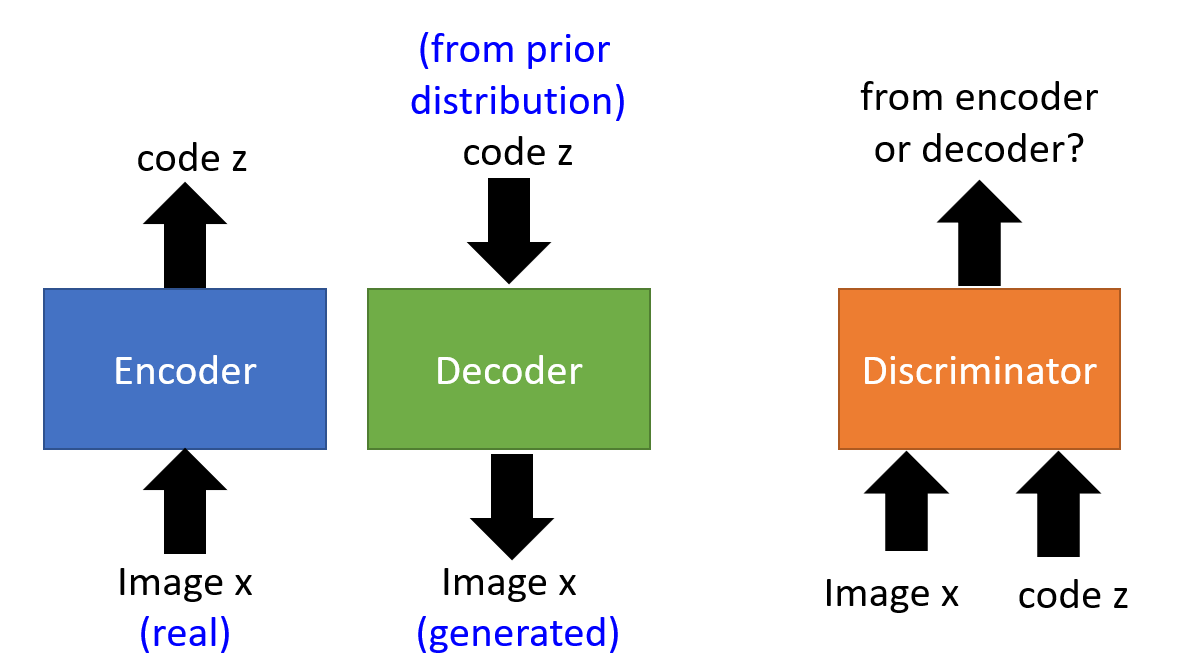 code z
Encoder
Image x
(real)
(from prior
distribution)
code z
Decoder
Image x
(generated)
from encoder
or decoder?
Discriminator
Image x
code z